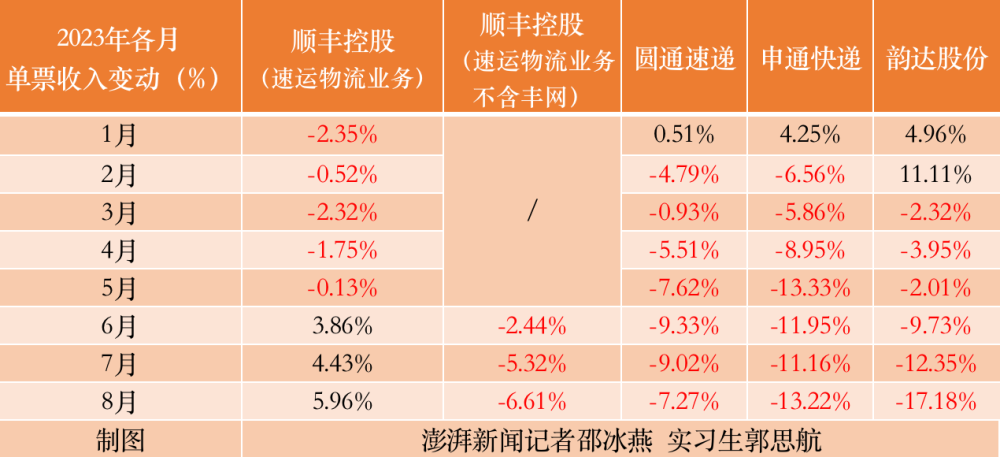 2023年各月
单票收入变动（%）
顺丰控股
（速运物流业务）
顺丰控股
（速运物流业务
不含丰网）
圆通速递
申通快递
韵达股份
1月 -2.35% / 0.51% 4.25% 4.96%
2月 -0.52% -4.79% -6.56% 11.11%
3月 -2.32% -0.93% -5.86% -2.32%
4月 -1.75% -5.51% -8.95% -3.95%
5月 -0.13% -7.62% -13.33% -2.01%
6月 3.86% -2.44% -9.33% -11.95% -9.73%
7月 4.43% -5.32% -9.02% -11.16% -12.35%
8月 5.96% -6.61% -7.27% -13.22% -17.18%
制图 澎湃新闻记者邵冰燕 实习生郭思航